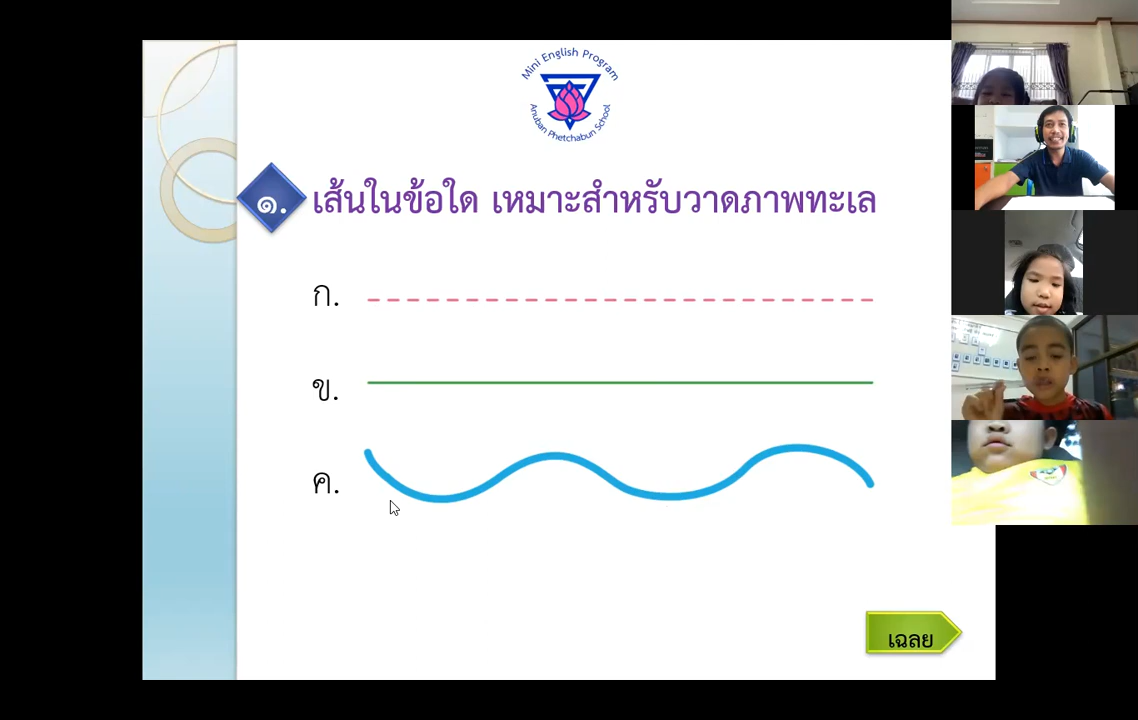 Mini English Program
Anuban Phetchabun School
๑. เส้นในข้อใด เหมาะสำหรับวาดภาพทะเล
ก.
ข.
ค.
เฉลย